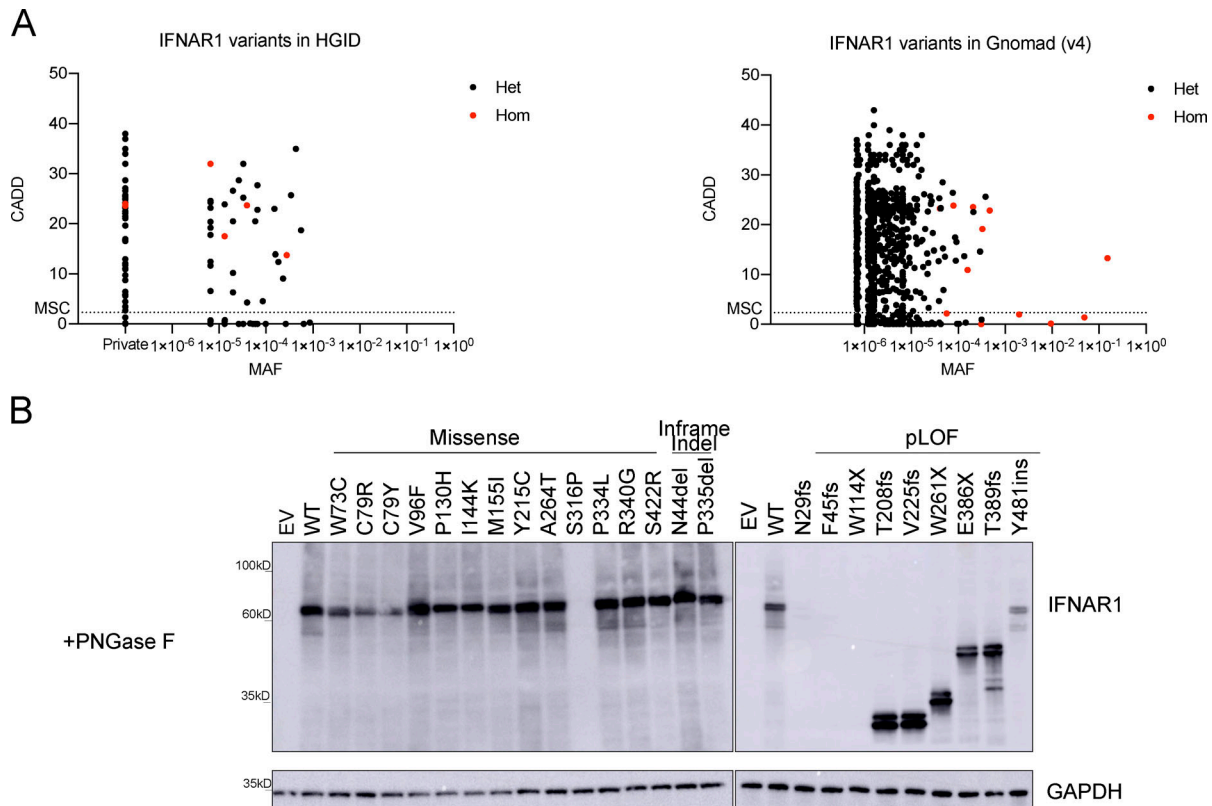 A
IFNAR1 variants in HGID
IFNAR1 variants in Gnomad (v4)
50
40
30
20
10
0
CADD
MSC
Het
Hom
Private
1×10⁻⁶
1×10⁻⁵
1×10⁻⁴
1×10⁻³
1×10⁻²
1×10⁻¹
1×10⁰
MAF
50
40
30
20
10
0
CADD
MSC
Het
Hom
1×10⁻⁶
1×10⁻⁵
1×10⁻⁴
1×10⁻³
1×10⁻²
1×10⁻¹
1×10⁰
MAF
B
Missense
Inframe
Indel
pLOF
EV
WT
W73C
C79R
C79Y
V96F
P130H
I144K
M155I
Y215C
A264T
S316P
P334L
R340G
S422R
N44del
P335del
EV
WT
N29fs
F45fs
W114X
T208fs
V225fs
W261X
E386X
T389fs
Y481ins
100kD
60kD
35kD
+PNGase F
IFNAR1
35kD
GAPDH